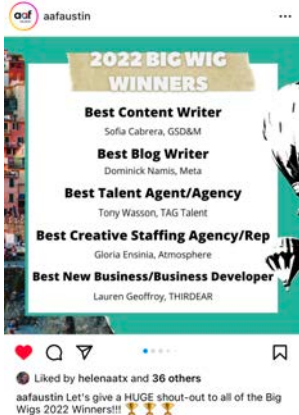 aaf aafaustin
2022 BIG WIG
WINNERS
Best Content Writer
Sofia Cabrera, GSD&M
Best Blog Writer
Dominick Namis, Meta
Best Talent Agent/Agency
Tony Wasson, TAG Talent
Best Creative Staffing Agency/Rep
Gloria Ensinia, Atmosphere
Best New Business/Business Developer
Lauren Geoffroy, THIRDEAR
Liked by helenaatx and 36 others
aafaustin Let's give a HUGE shout-out to all of the Big
Wigs 2022 Winners!!! 🏆🏆🏆